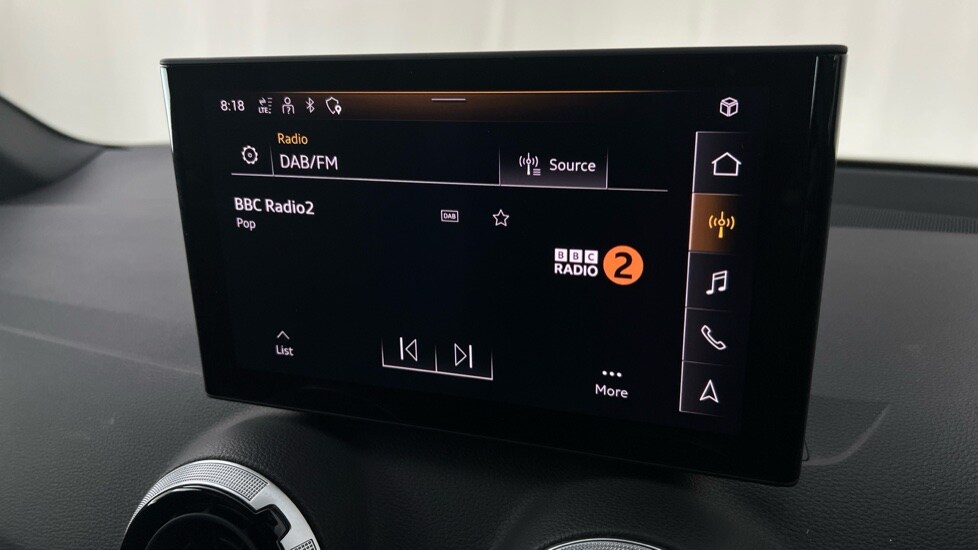 8:18 LTE
Radio
DAB/FM
Source
BBC Radio2
Pop
DAB
BBC
RADIO 2
List
More